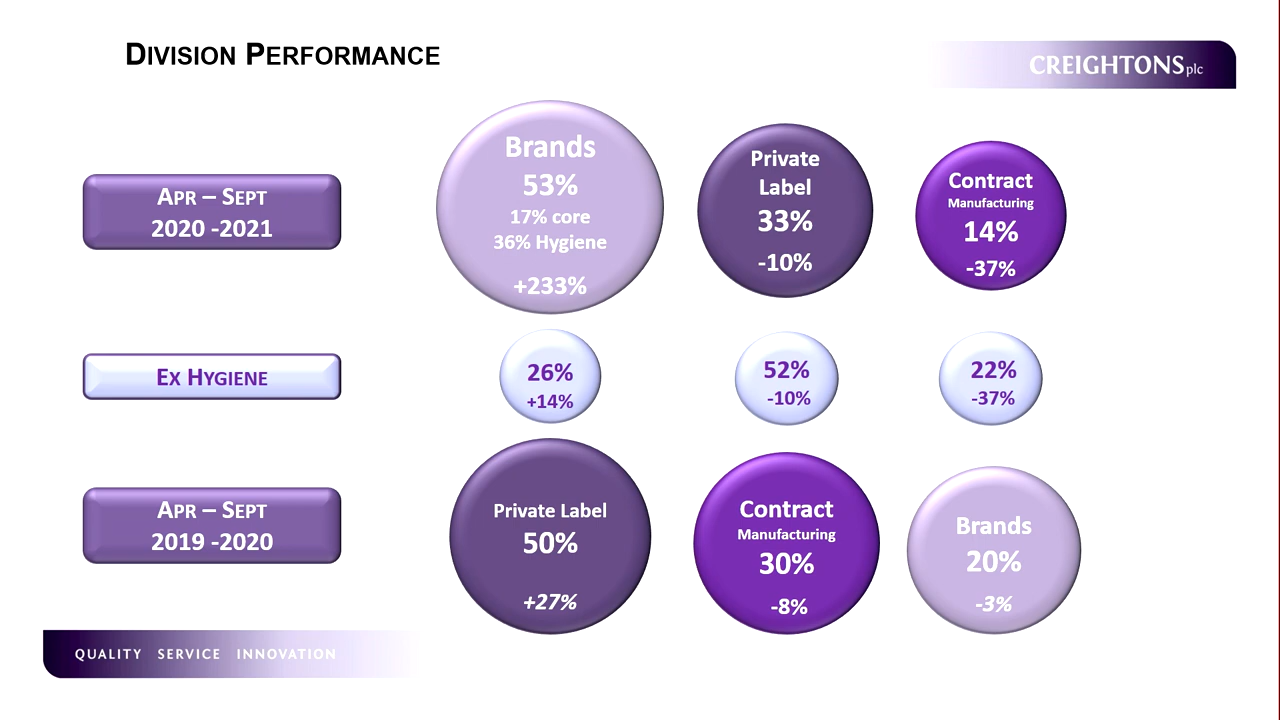 DIVISION PERFORMANCE
CREIGHTONS plc
APR – SEPT
2020 -2021
Brands
53%
17% core
36% Hygiene
+233%
Private
Label
33%
-10%
Contract
Manufacturing
14%
-37%
EX HYGIENE
26%
+14%
52%
-10%
22%
-37%
APR – SEPT
2019 -2020
Private Label
50%
+27%
Contract
Manufacturing
30%
-8%
Brands
20%
-3%
QUALITY SERVICE INNOVATION